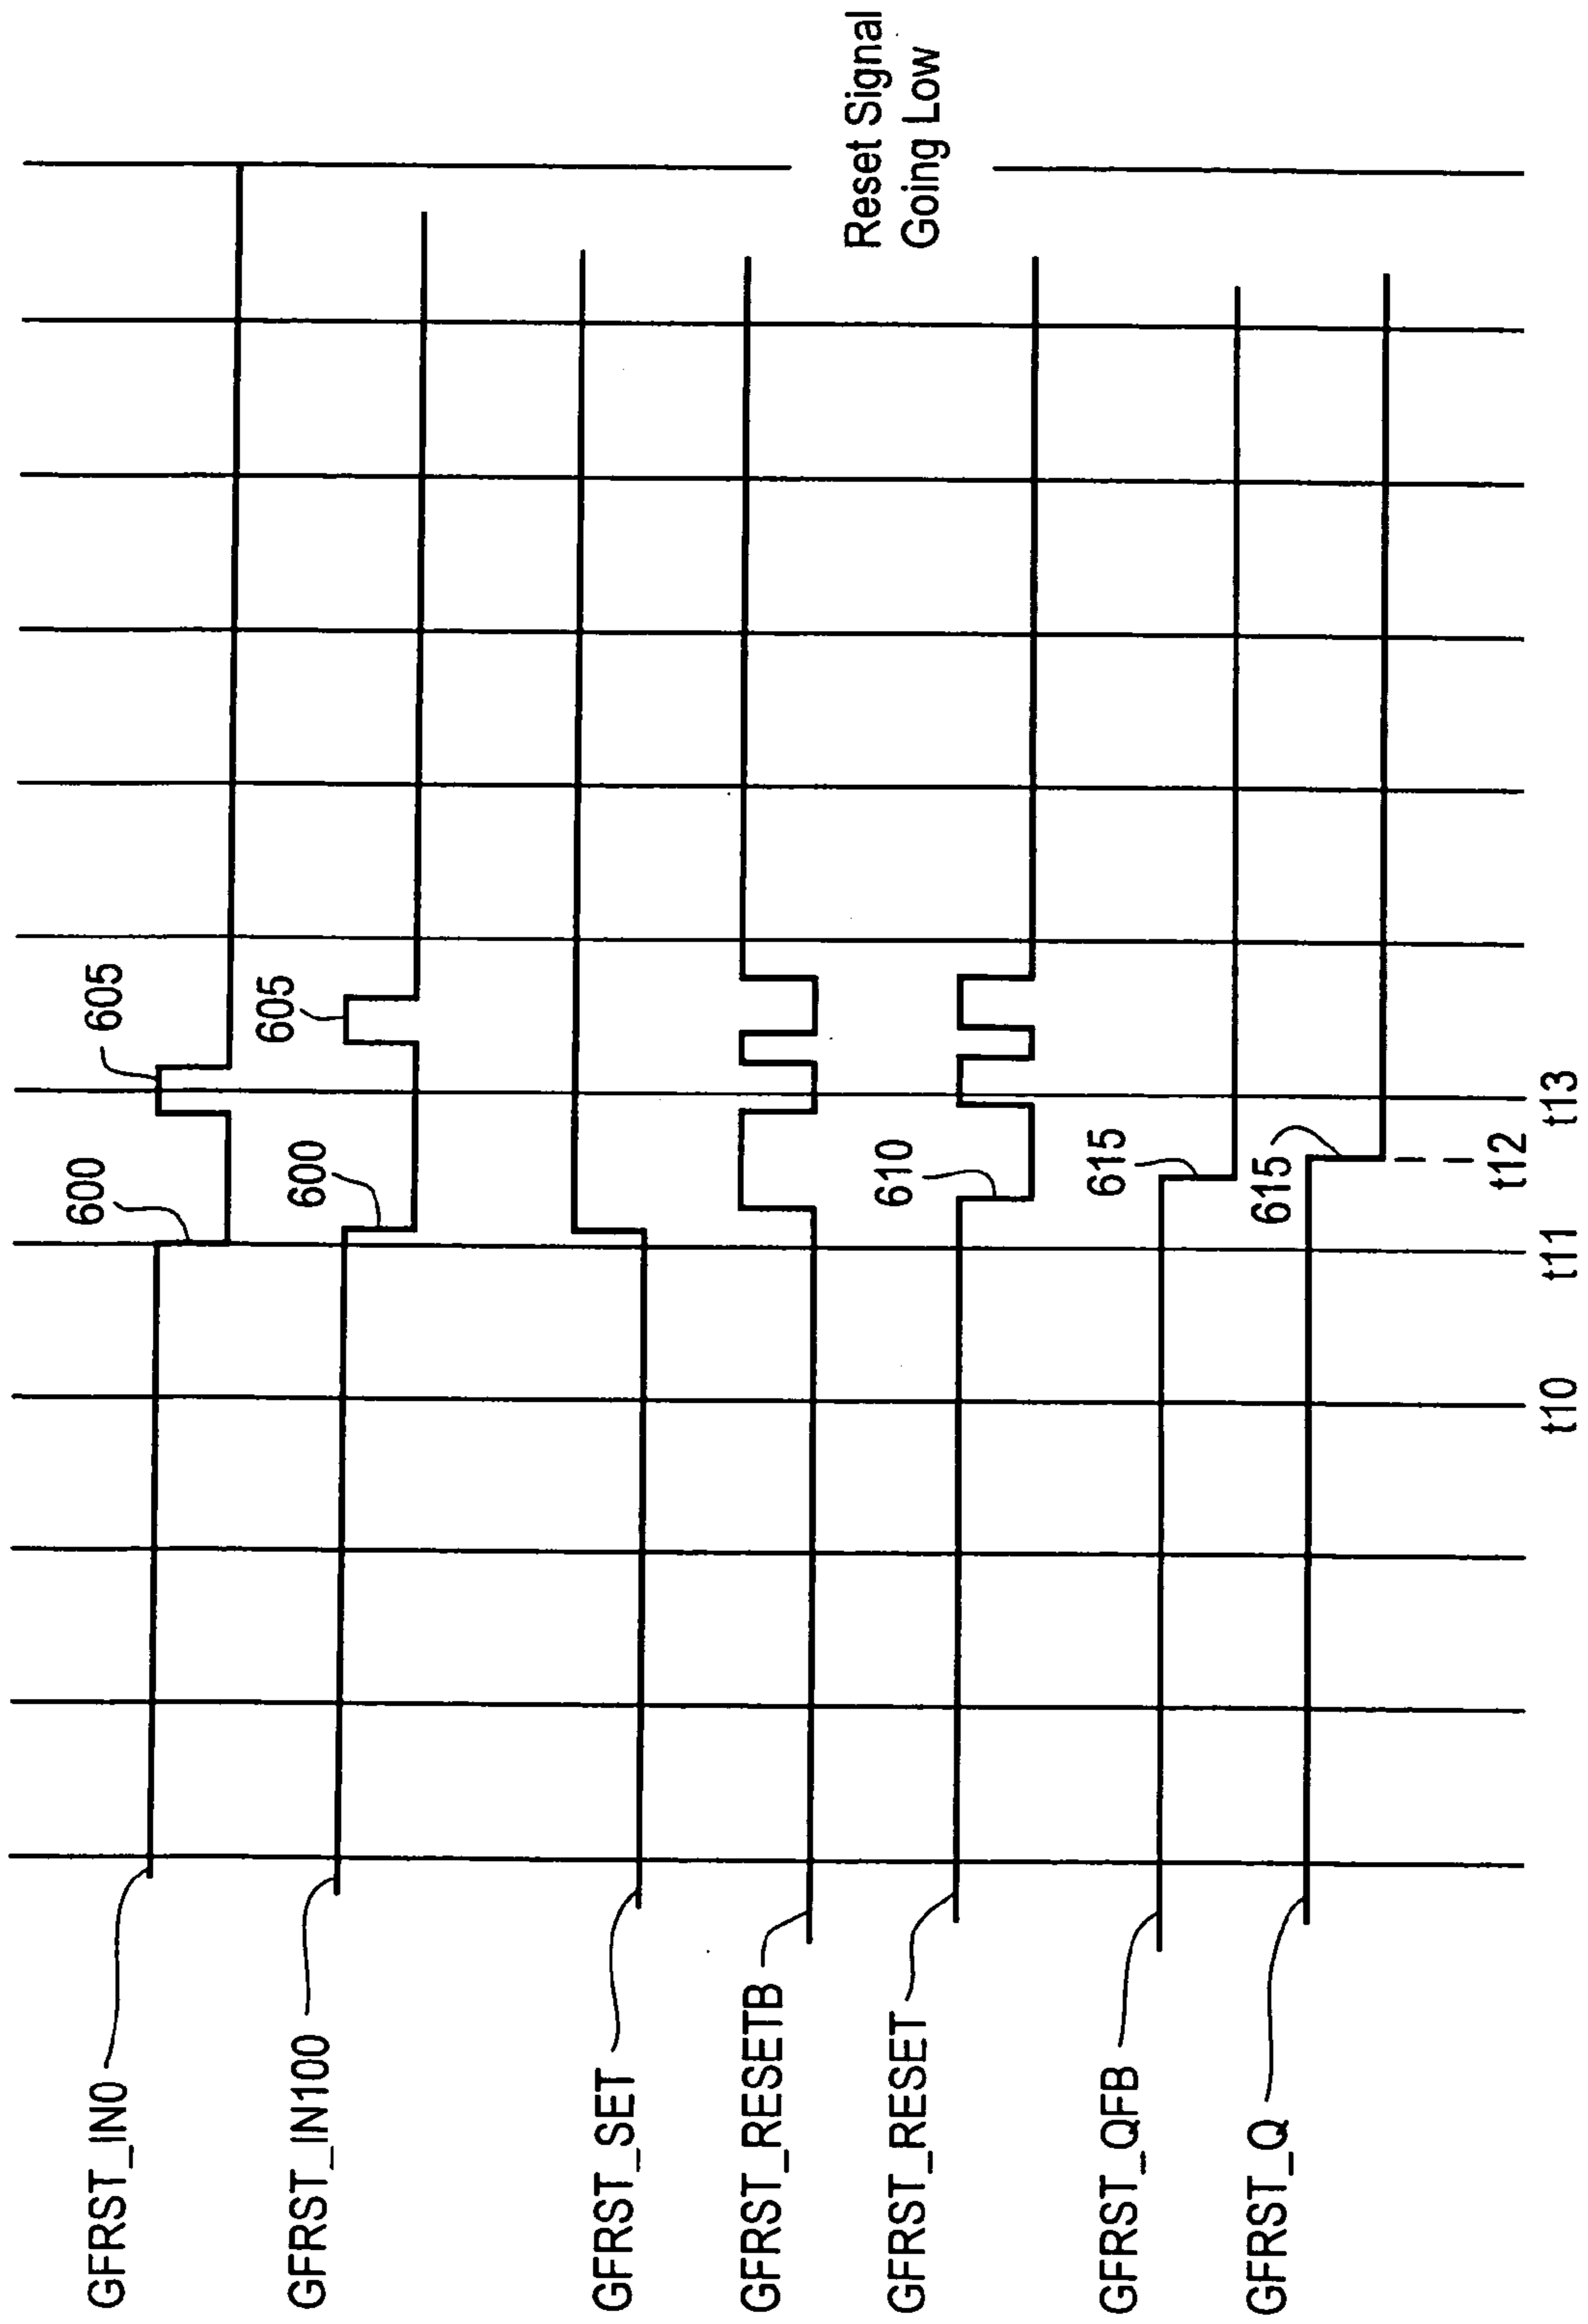 GFRST_IN0
600
605
GFRST_IN100
600
605
GFRST_SET
GFRST_RESETB
GFRST_RESET
610
GFRST_QFB
615
GFRST_Q
615
t10
t11
t12
t13
Reset Signal
Going Low